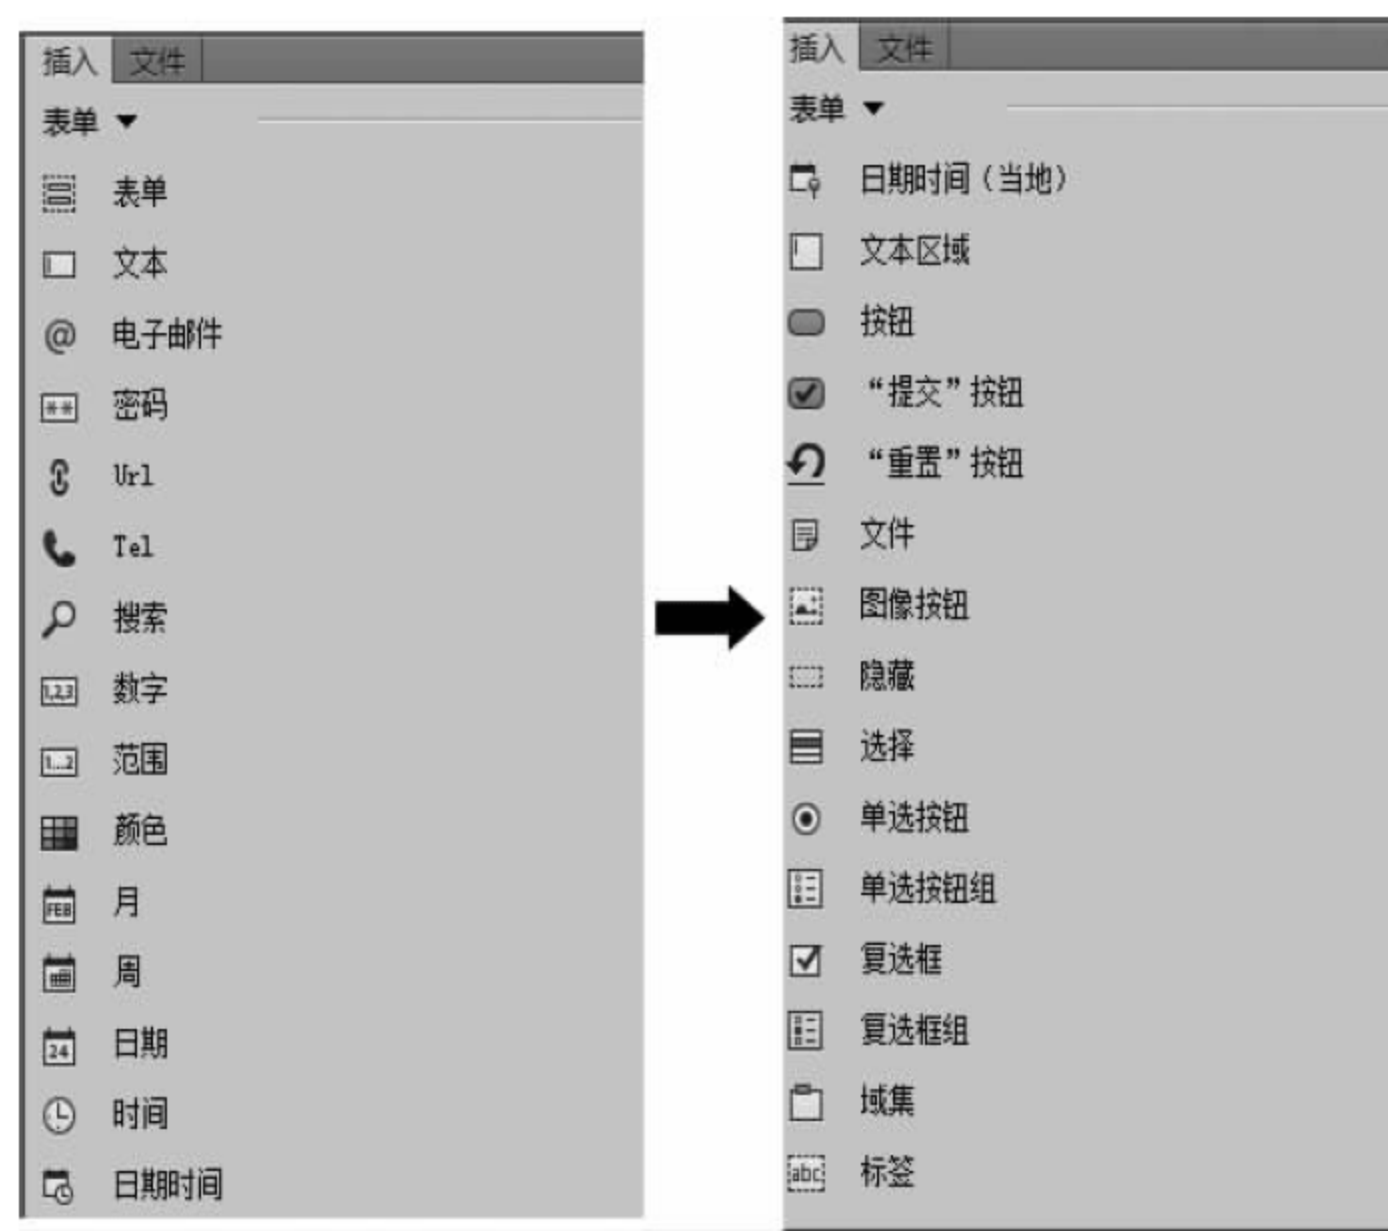 插入 文件
表单
表单
文本
电子邮件
密码
Url
Tel
搜索
数字
范围
颜色
月
周
日期
时间
日期时间
插入 文件
表单
日期时间（当地）
文本区域
按钮
“提交”按钮
“重置”按钮
文件
图像按钮
隐藏
选择
单选按钮
单选按钮组
复选框
复选框组
域集
标签